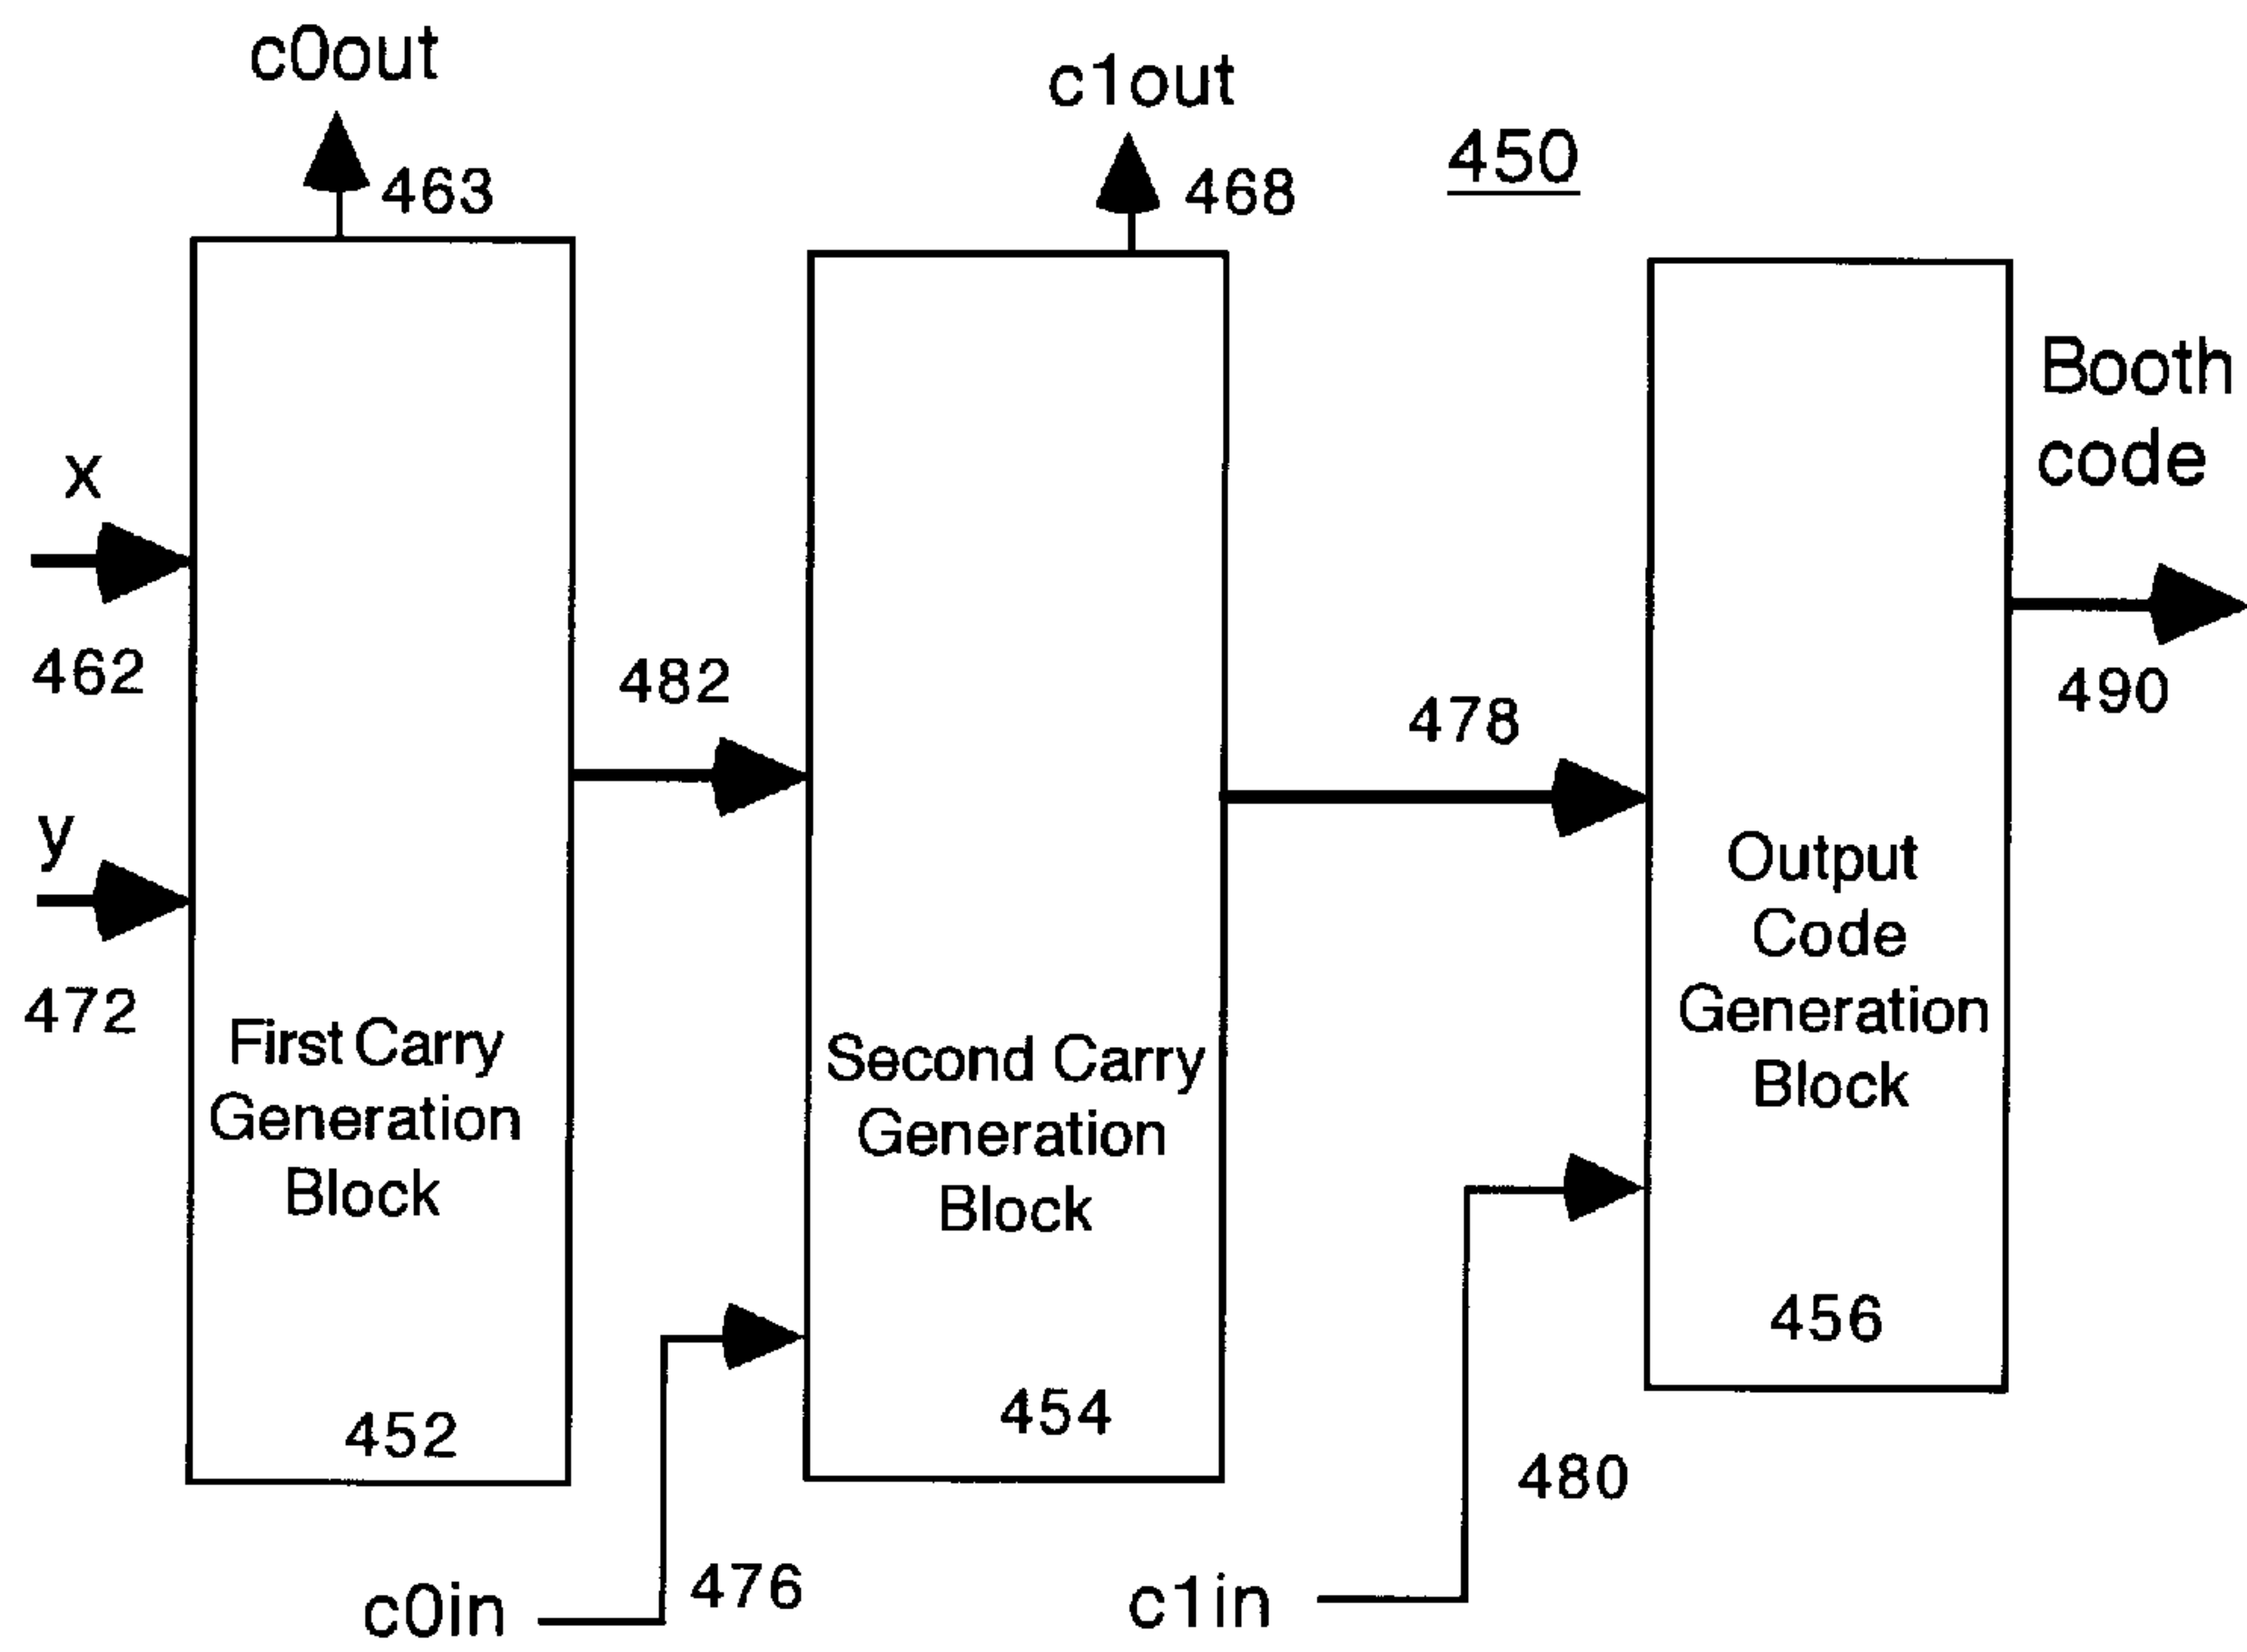 c0out
c1out
463
468
450
Booth
code
x
462
482
478
490
y
472
First Carry
Generation
Block
452
Second Carry
Generation
Block
454
Output
Code
Generation
Block
456
c0in
476
c1in
480